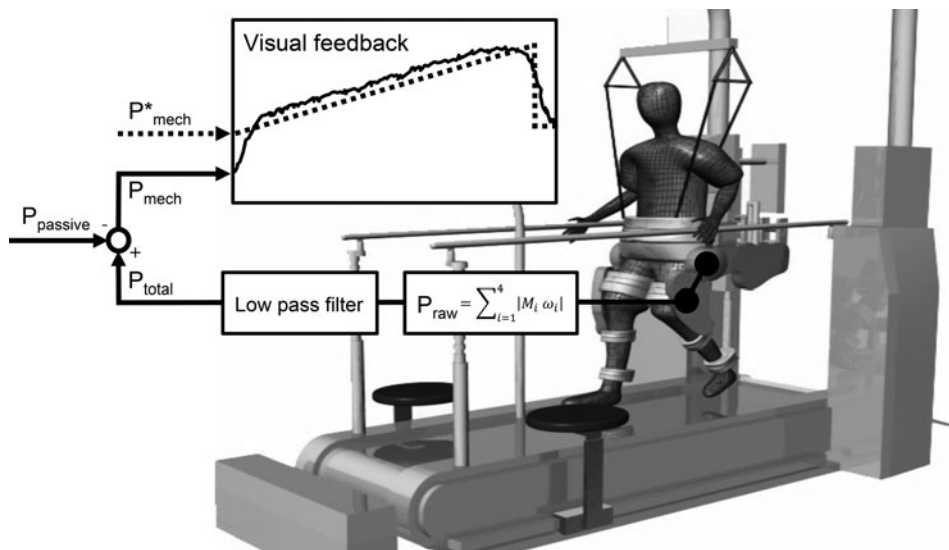 Visual feedback
P*mech
Pmech
Ppassive
-
+
Ptotal
Low pass filter
Praw = ∑⁴ᵢ₌₁ |Mᵢ ωᵢ|